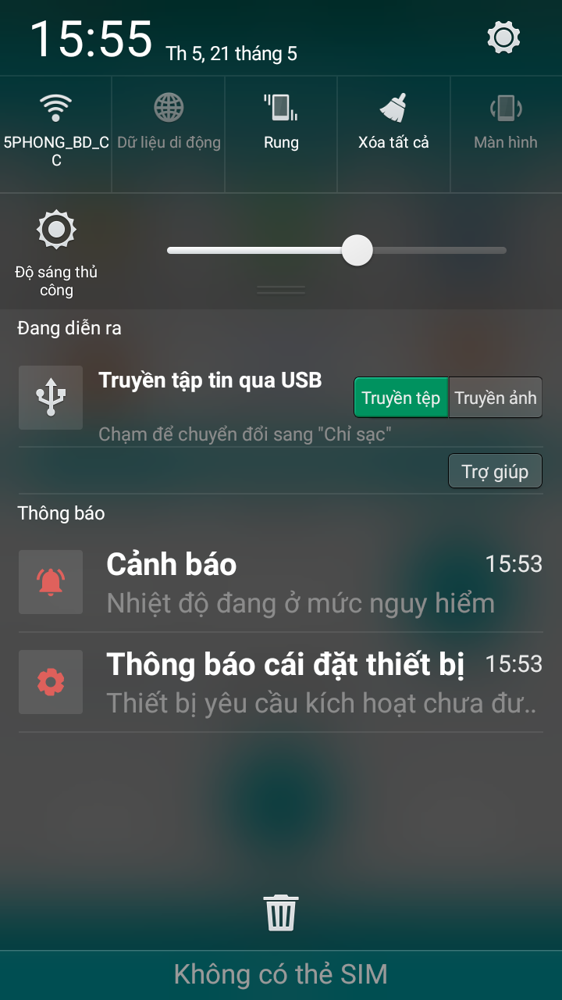 15:55
Th 5, 21 tháng 5
5PHONG_BD_C
C
Dữ liệu di động
Rung
Xóa tất cả
Màn hình
Độ sáng thủ
công
Đang diễn ra
Truyền tập tin qua USB
Truyền tệp
Truyền ảnh
Chạm để chuyển đổi sang "Chỉ sạc"
Trợ giúp
Thông báo
Cảnh báo
15:53
Nhiệt độ đang ở mức nguy hiểm
Thông báo cái đặt thiết bị
15:53
Thiết bị yêu cầu kích hoạt chưa đư..
Không có thẻ SIM